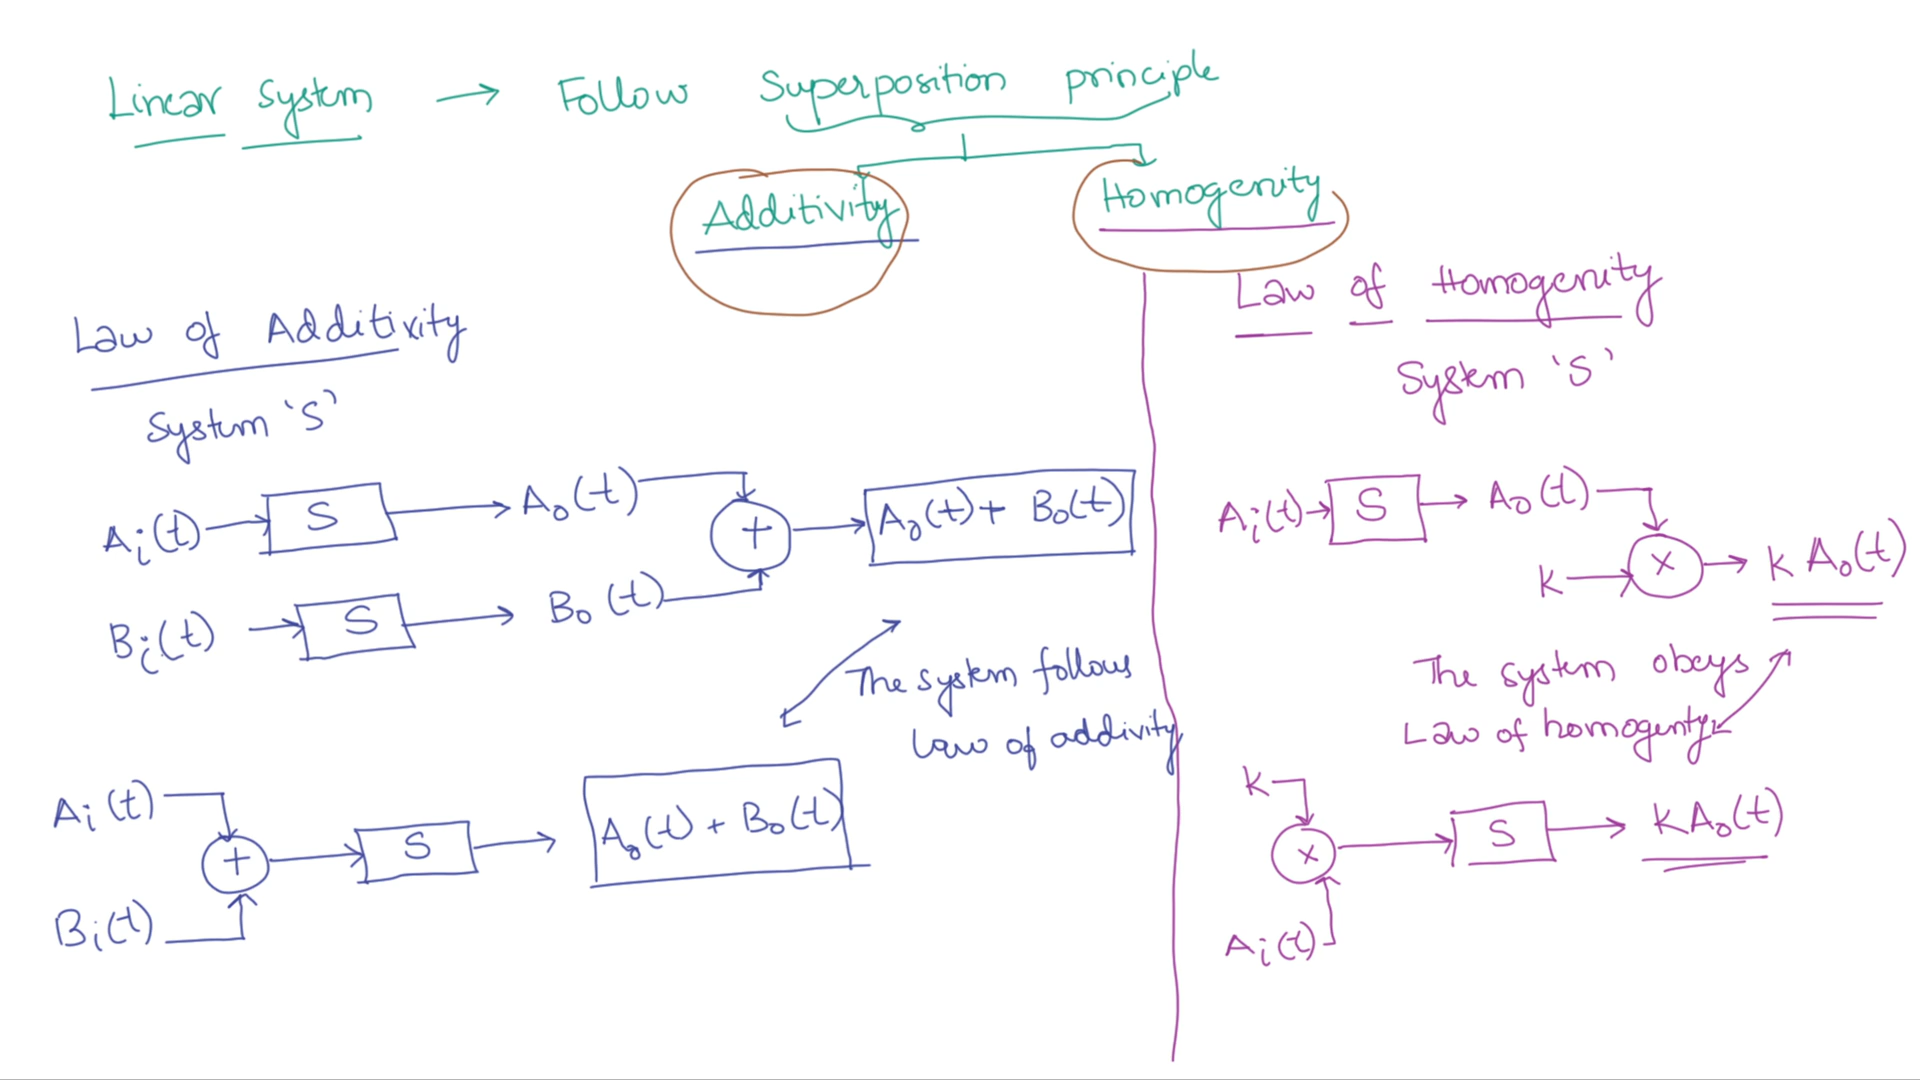 Linear System → Follow Superposition principle
Additivity
Homogenity
Law of Additivity
System 'S'
Ai(t) → S → Ao(t)
+ → Ao(t) + Bo(t)
Bi(t) → S → Bo(t)
The system follows
law of addivity
Ai(t)
+ → S → Ao(t) + Bo(t)
Bi(t)
Law of Homogenity
System 'S'
Ai(t) → S → Ao(t)
k → × → k Ao(t)
The system obeys
Law of homogenty
k
× → S → kAo(t)
Ai(t)